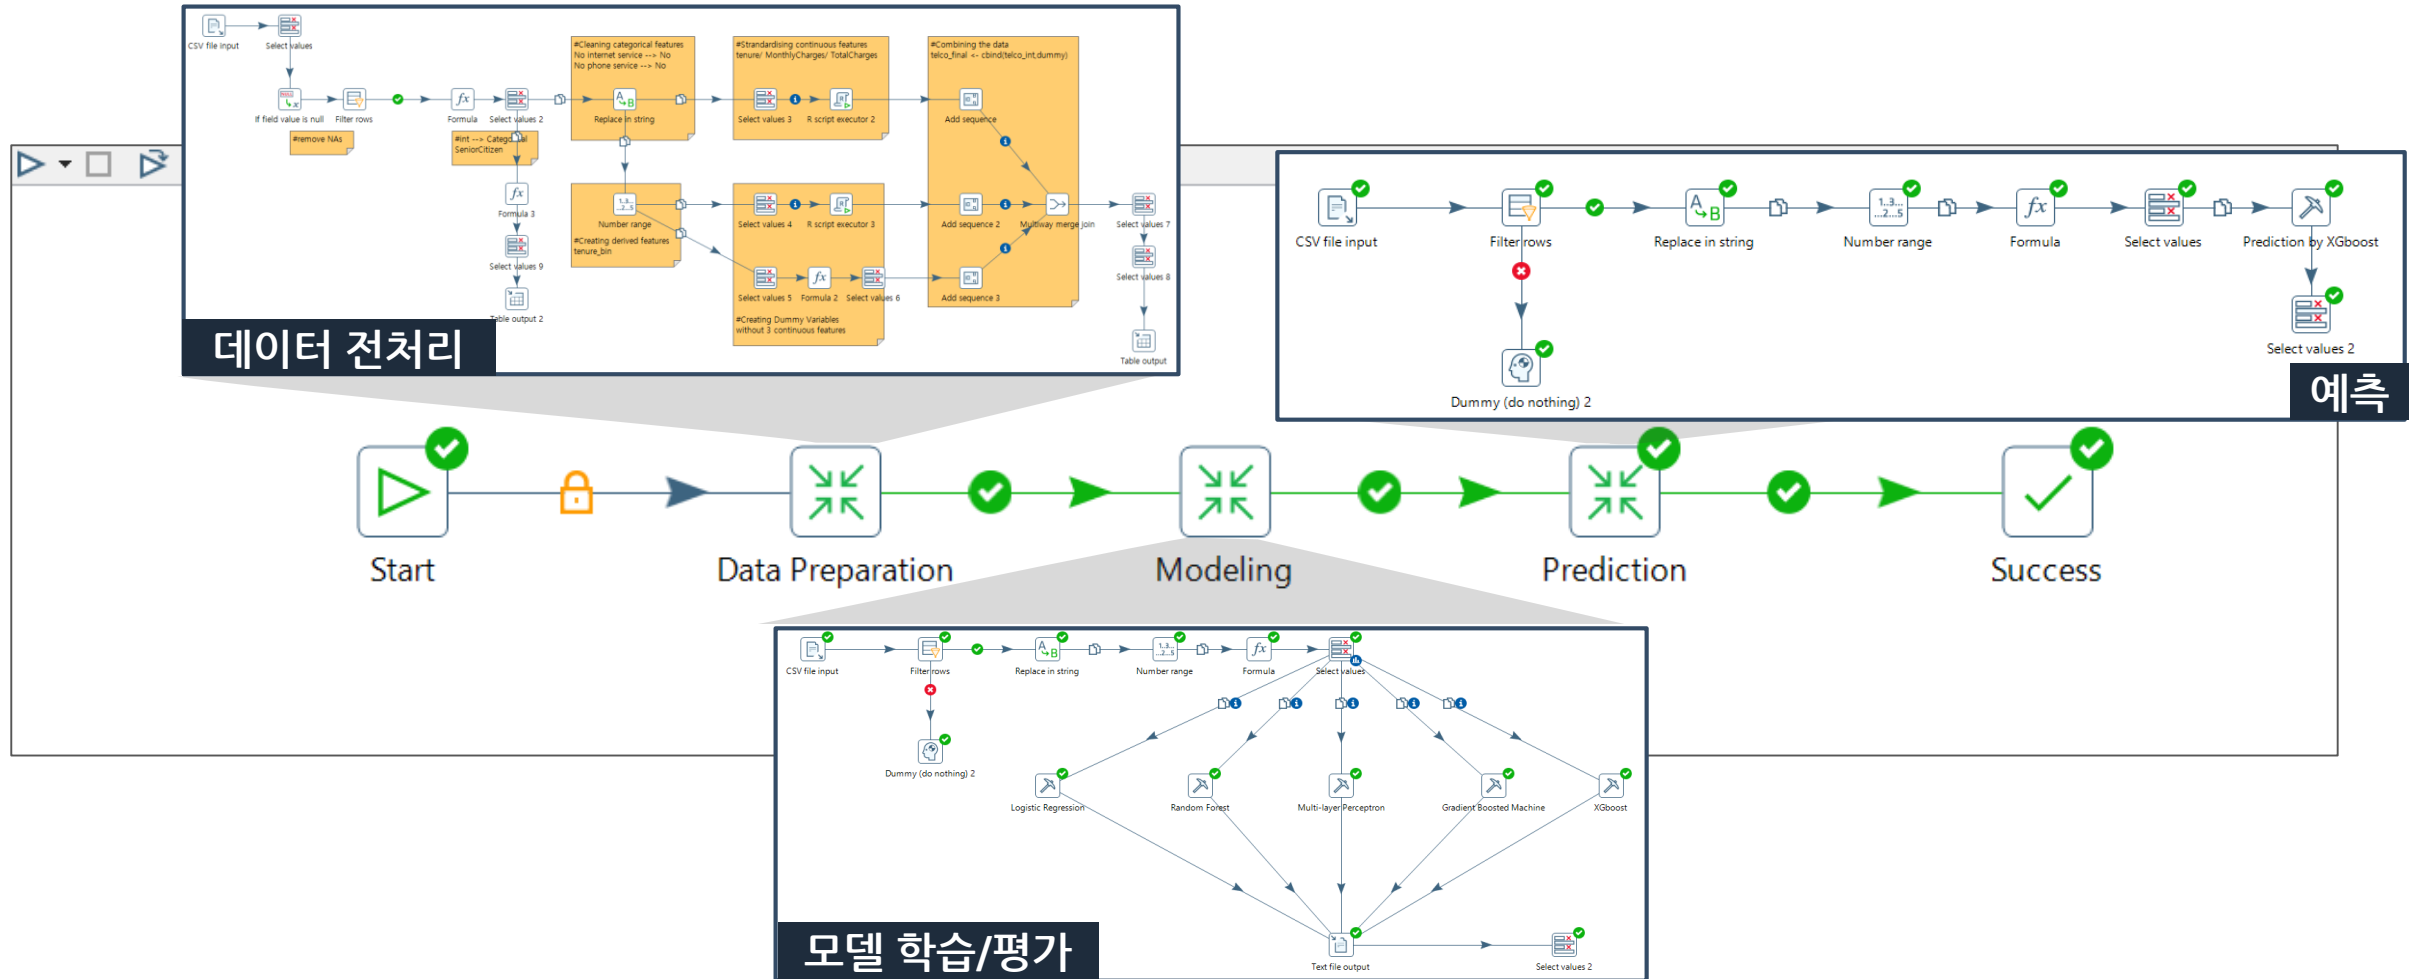 CSV file input
Select values
If field value is null
Filter rows
Formula
Select values 2
#remove NAs
#int --> Categorical
SeniorCitizen
Formula 3
Select values 9
Table output 2
#Cleaning categorical features
No internet service --> No
No phone service --> No
Replace in string
#Strandardising continuous features
tenure/ MonthlyCharges/ TotalCharges
Select values 3
R script executor 2
#Combining the data
telco_final <- cbind(telco_int,dummy)
Add sequence
Number range
#Creating derived features
tenure_bin
Select values 4
R script executor 3
Add sequence 2
Multiway merge join
Select values 7
Select values 5
Formula 2
Select values 6
Add sequence 3
Select values 8
#Creating Dummy Variables
without 3 continuous features
Table output
데이터 전처리
CSV file input
Filter rows
Replace in string
Number range
Formula
Select values
Prediction by XGboost
Select values 2
Dummy (do nothing) 2
예측
Start
Data Preparation
Modeling
Prediction
Success
CSV file input
Filter rows
Replace in string
Number range
Formula
Select values
Dummy (do nothing) 2
Logistic Regression
Random Forest
Multi-layer Perceptron
Gradient Boosted Machine
XGboost
Text file output
Select values 2
모델 학습/평가